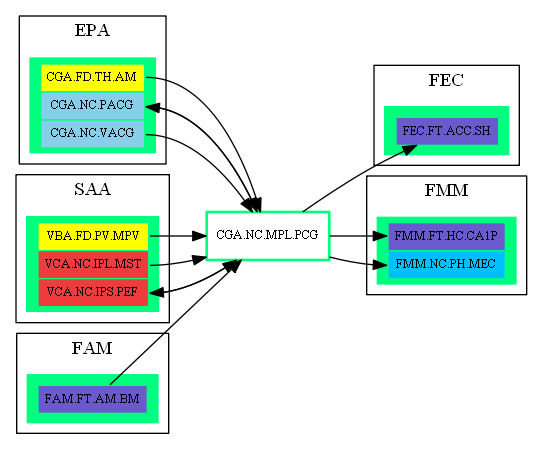 EPA
CGA.FD.TH.AM
CGA.NC.PACG
CGA.NC.VACG
SAA
VBA.FD.PV.MPV
VCA.NC.IPL.MST
VCA.NC.IPS.PEF
FAM
FAM.FT.AM.BM
CGA.NC.MPL.PCG
FEC
FEC.FT.ACC.SH
FMM
FMM.FT.HC.CA1P
FMM.NC.PH.MEC